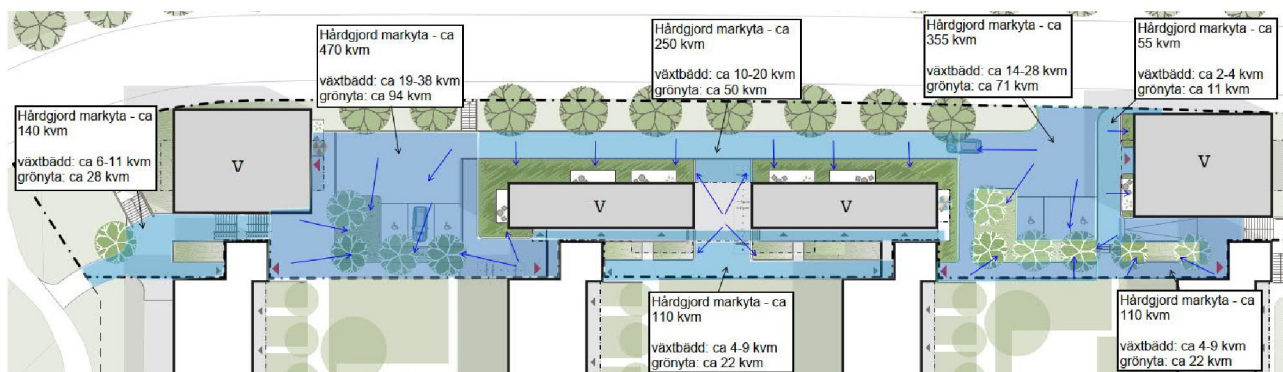 Hårdgjord markyta - ca
470 kvm
växtbädd: ca 19-38 kvm
grönyta: ca 94 kvm
Hårdgjord markyta - ca
250 kvm
växtbädd: ca 10-20 kvm
grönyta: ca 50 kvm
Hårdgjord markyta - ca
355 kvm
växtbädd: ca 14-28 kvm
grönyta: ca 71 kvm
Hårdgjord markyta - ca
55 kvm
växtbädd: ca 2-4 kvm
grönyta: ca 11 kvm
Hårdgjord markyta - ca
140 kvm
växtbädd: ca 6-11 kvm
grönyta: ca 28 kvm
V
V
V
V
Hårdgjord markyta - ca
110 kvm
växtbädd: ca 4-9 kvm
grönyta: ca 22 kvm
Hårdgjord markyta - ca
110 kvm
växtbädd: ca 4-9 kvm
grönyta: ca 22 kvm